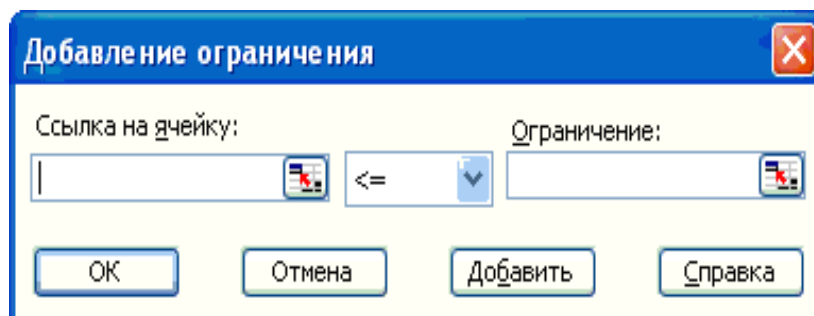 Добавление ограничения
Ссылка на ячейку:
Ограничение:
<=
ОК
Отмена
Добавить
Справка